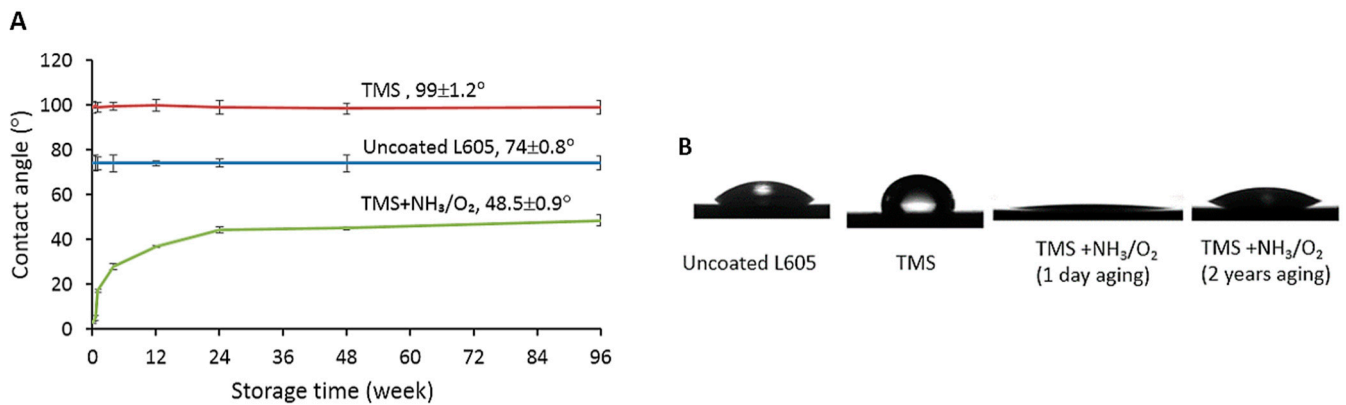 A
Contact angle (°)
120
100
80
60
40
20
0
TMS , 99±1.2°
Uncoated L605, 74±0.8°
TMS+NH₃/O₂, 48.5±0.9°
0 12 24 36 48 60 72 84 96
Storage time (week)
B
Uncoated L605
TMS
TMS +NH₃/O₂
(1 day aging)
TMS +NH₃/O₂
(2 years aging)